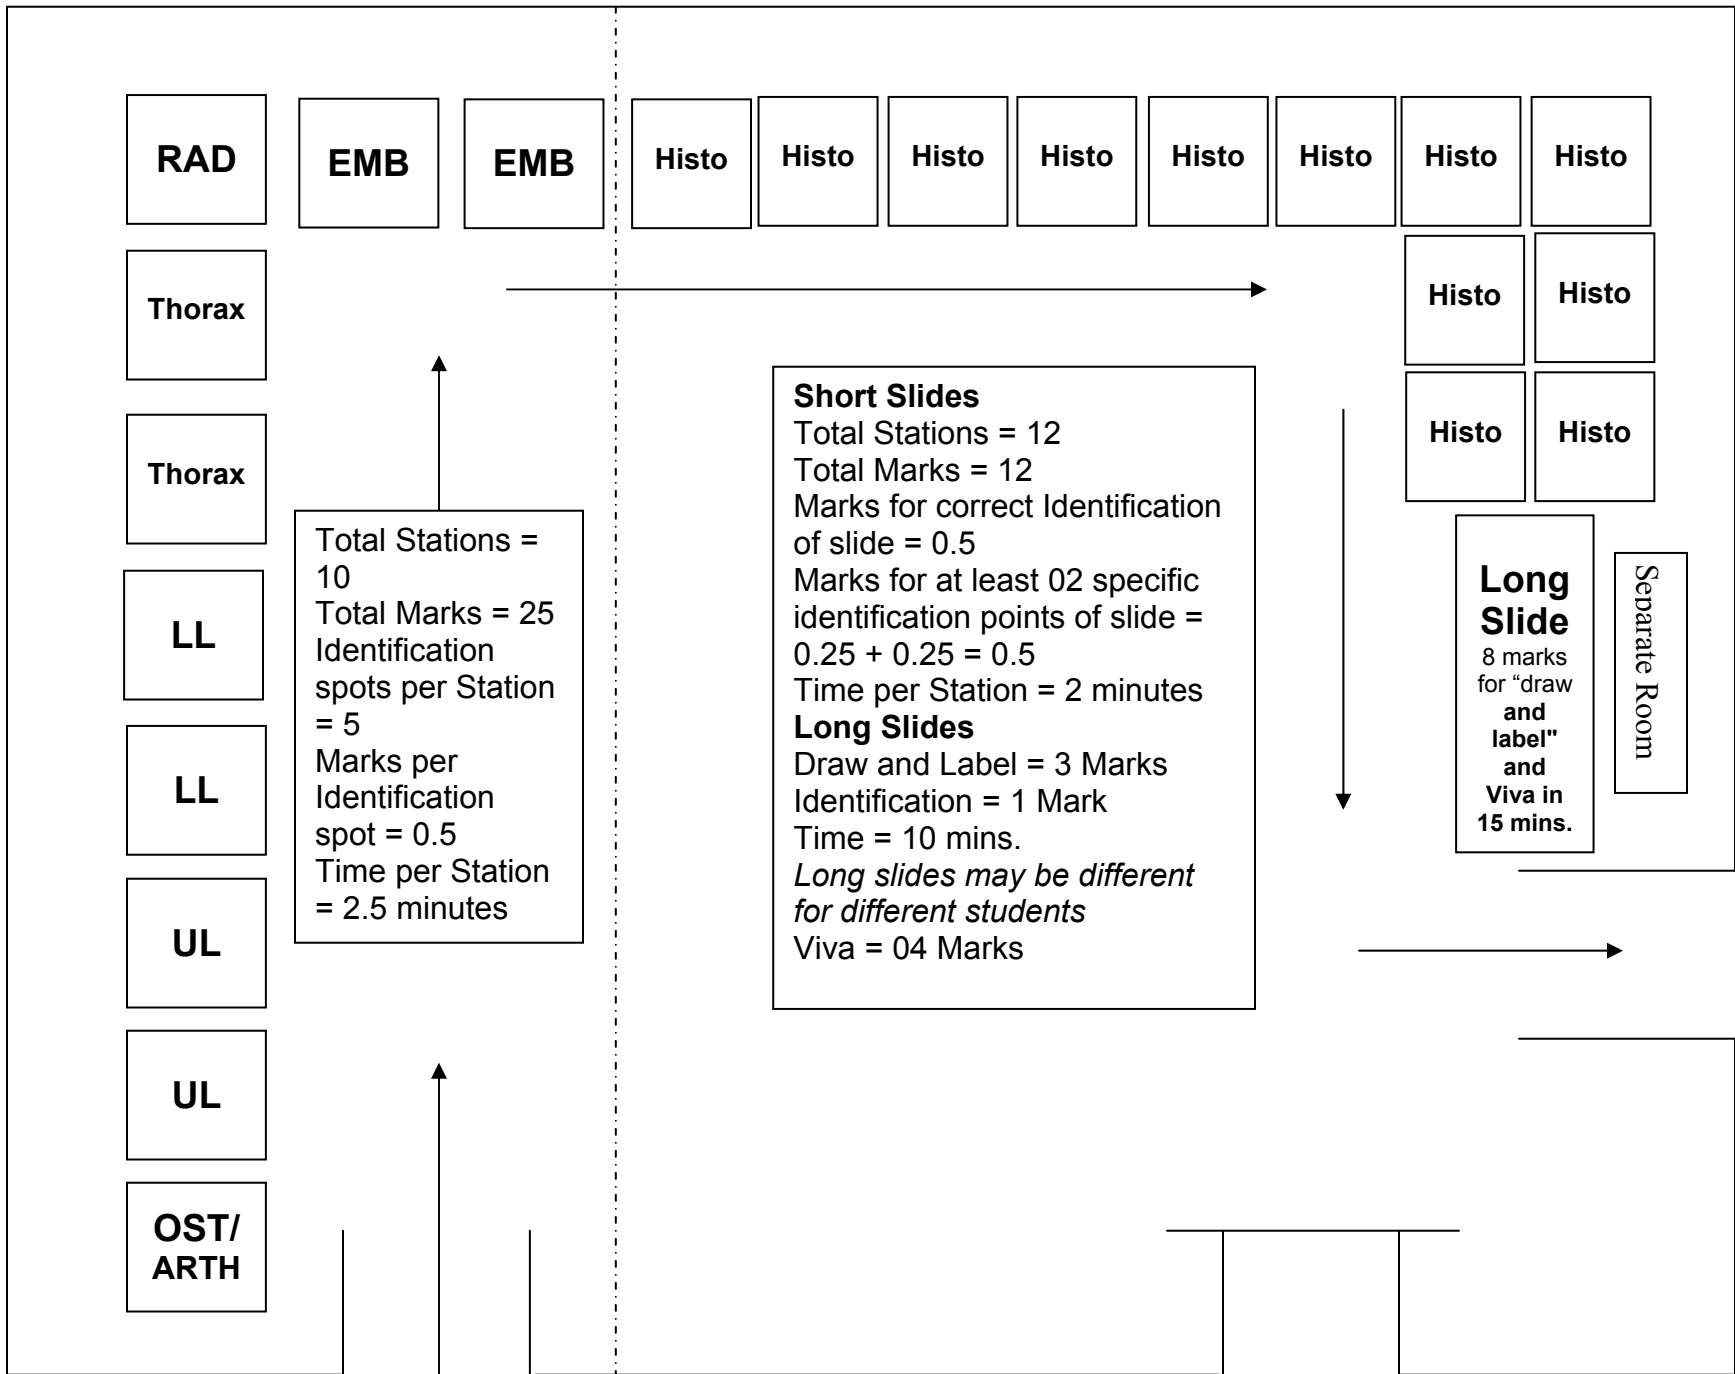 RAD
EMB
EMB
Histo
Histo
Histo
Histo
Histo
Histo
Histo
Histo
Thorax
Histo
Histo
Thorax
Histo
Histo
LL
LL
UL
UL
OST/
ARTH
Total Stations =
10
Total Marks = 25
Identification
spots per Station
= 5
Marks per
Identification
spot = 0.5
Time per Station
= 2.5 minutes
Short Slides
Total Stations = 12
Total Marks = 12
Marks for correct Identification
of slide = 0.5
Marks for at least 02 specific
identification points of slide =
0.25 + 0.25 = 0.5
Time per Station = 2 minutes
Long Slides
Draw and Label = 3 Marks
Identification = 1 Mark
Time = 10 mins.
Long slides may be different
for different students
Viva = 04 Marks
Long
Slide
8 marks
for “draw
and
label"
and
Viva in
15 mins.
Separate Room